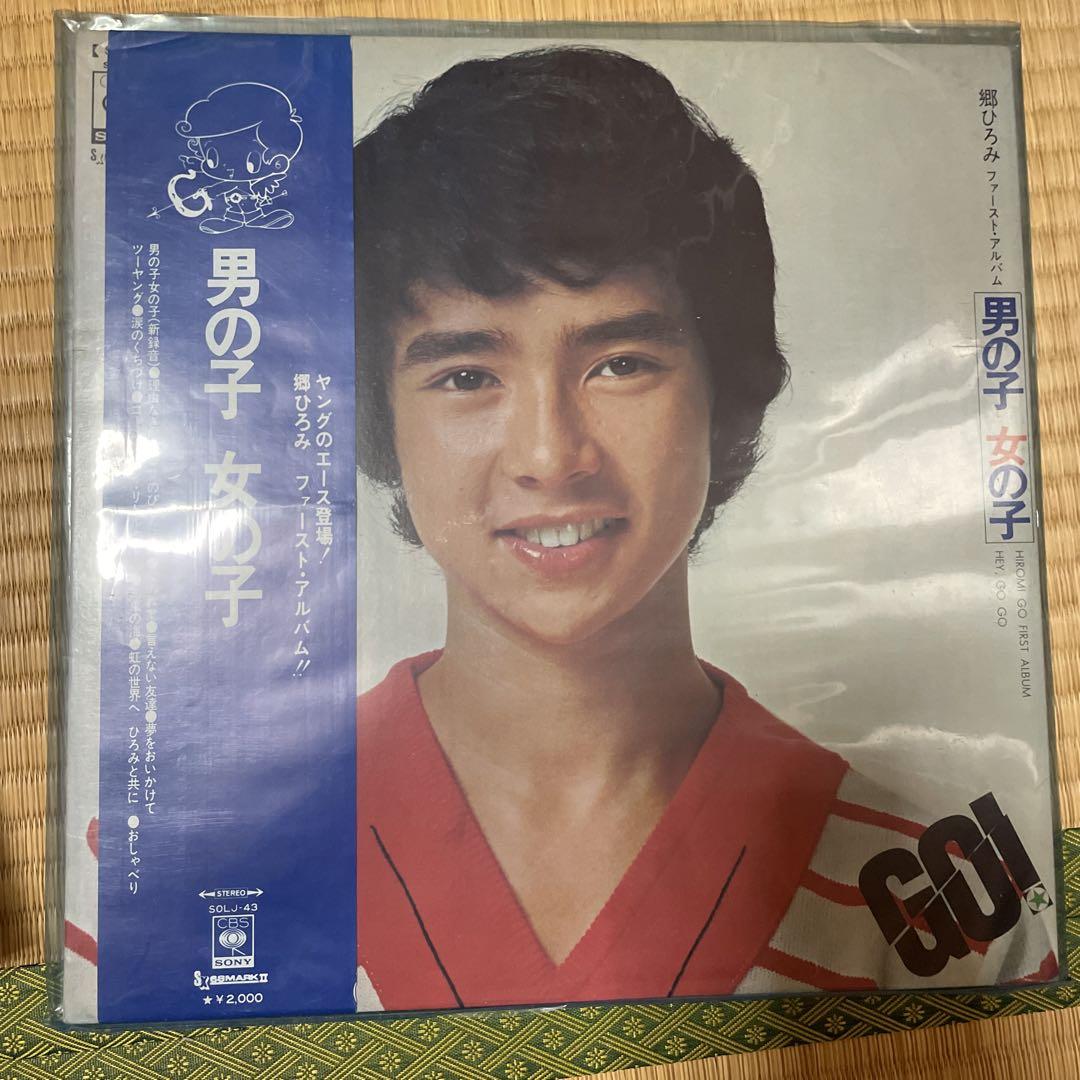 男の子 女の子
ヤングのエース登場!
郷ひろみ ファースト・アルバム!!
男の子女の子(新録音)●理由な
言えない友達●夢をおいかけて
ツーヤング●涙のくちづけ●
虹の世界へ ひろみと共に ●おしゃべり
STEREO
SOLJ-43
CBS
SONY
SSMARK II
★¥2,000
郷ひろみ ファースト・アルバム
男の子 女の子
HIROMI GO FIRST ALBUM
HEY, GO GO
GO!